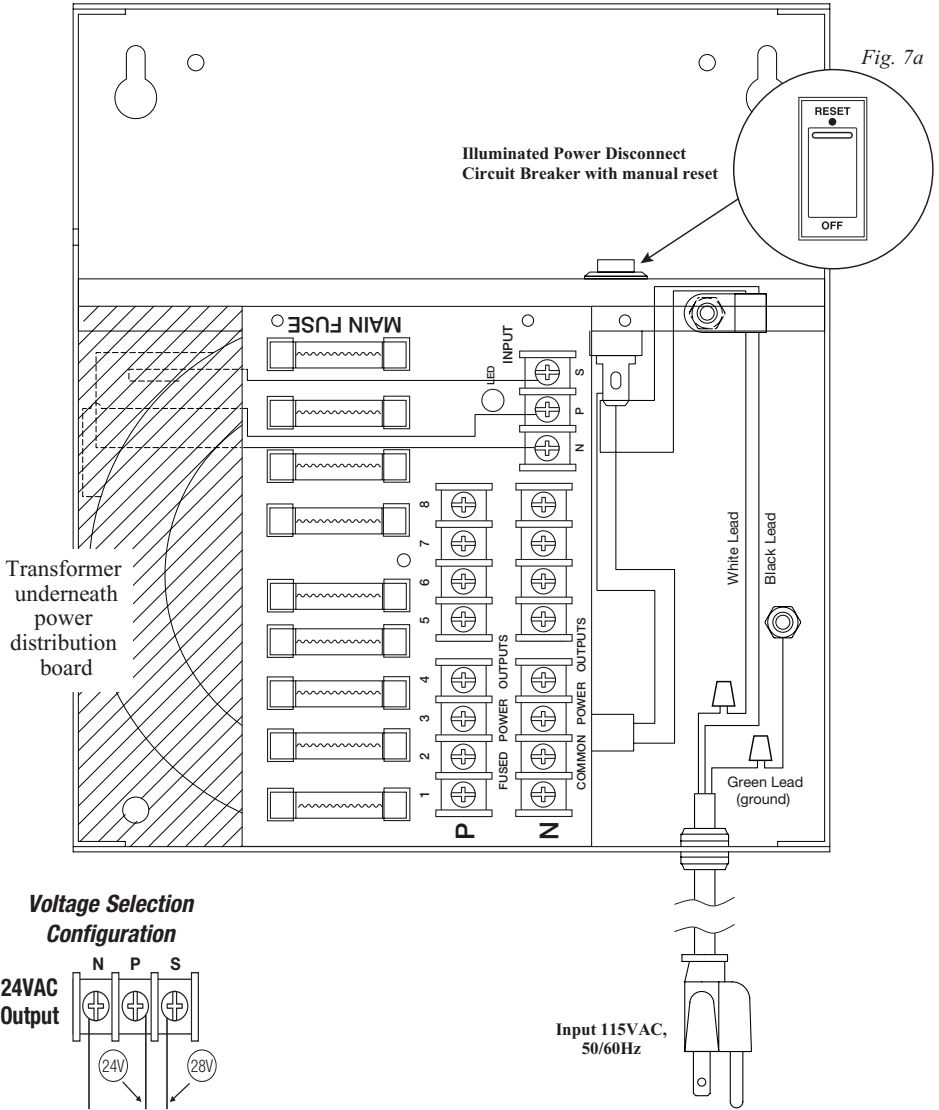 Fig. 7a
RESET
OFF
Illuminated Power Disconnect
Circuit Breaker with manual reset
MAIN FUSE
INPUT
LED
S
P
N
8
7
6
5
4
3
2
1
FUSED POWER OUTPUTS
COMMON POWER OUTPUTS
P
N
White Lead
Black Lead
Green Lead
(ground)
Transformer
underneath
power
distribution
board
Voltage Selection
Configuration
N P S
24VAC
Output
24V
28V
Input 115VAC,
50/60Hz